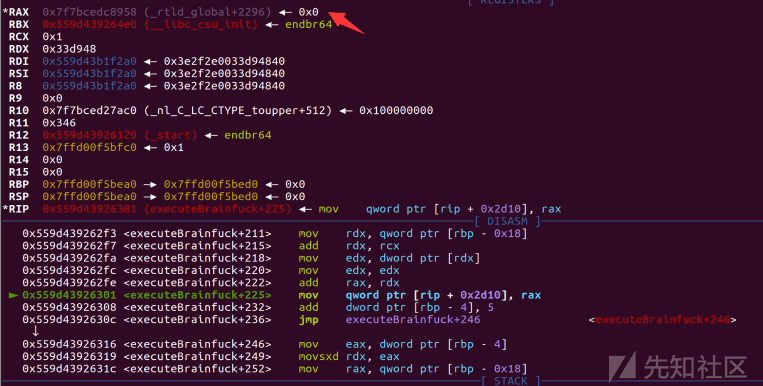 [ REGISTERS ]
*RAX 0x7f7bcedc8958 (_rtld_global+2296) ◂— 0x0
RBX 0x559d439264e0 (__libc_csu_init) ◂— endbr64
RCX 0x1
RDX 0x33d948
RDI 0x559d43b1f2a0 ◂— 0x3e2f2e0033d94840
RSI 0x559d43b1f2a0 ◂— 0x3e2f2e0033d94840
R8 0x559d43b1f2a0 ◂— 0x3e2f2e0033d94840
R9 0x0
R10 0x7f7bced27ac0 (_nl_C_LC_CTYPE_toupper+512) ◂— 0x100000000
R11 0x346
R12 0x559d43926120 (_start) ◂— endbr64
R13 0x7ffd00f5bfc0 ◂— 0x1
R14 0x0
R15 0x0
RBP 0x7ffd00f5bea0 —▸ 0x7ffd00f5bed0 ◂— 0x0
RSP 0x7ffd00f5bea0 —▸ 0x7ffd00f5bed0 ◂— 0x0
*RIP 0x559d43926301 (executeBrainfuck+225) ◂— mov qword ptr [rip + 0x2d10], rax
[ DISASM ]
0x559d439262f3 <executeBrainfuck+211> mov rdx, qword ptr [rbp - 0x18]
0x559d439262f7 <executeBrainfuck+215> add rdx, rcx
0x559d439262fa <executeBrainfuck+218> mov edx, dword ptr [rdx]
0x559d439262fc <executeBrainfuck+220> mov edx, edx
0x559d439262fe <executeBrainfuck+222> add rax, rdx
► 0x559d43926301 <executeBrainfuck+225> mov qword ptr [rip + 0x2d10], rax
0x559d43926308 <executeBrainfuck+232> add dword ptr [rbp - 4], 5
0x559d4392630c <executeBrainfuck+236> jmp executeBrainfuck+246 <executeBrainfuck+246>
↓
0x559d43926316 <executeBrainfuck+246> mov eax, dword ptr [rbp - 4]
0x559d43926319 <executeBrainfuck+249> movsxd rdx, eax
0x559d4392631c <executeBrainfuck+252> mov rax, qword ptr [rbp - 0x18]
[ STACK ]
先知社区